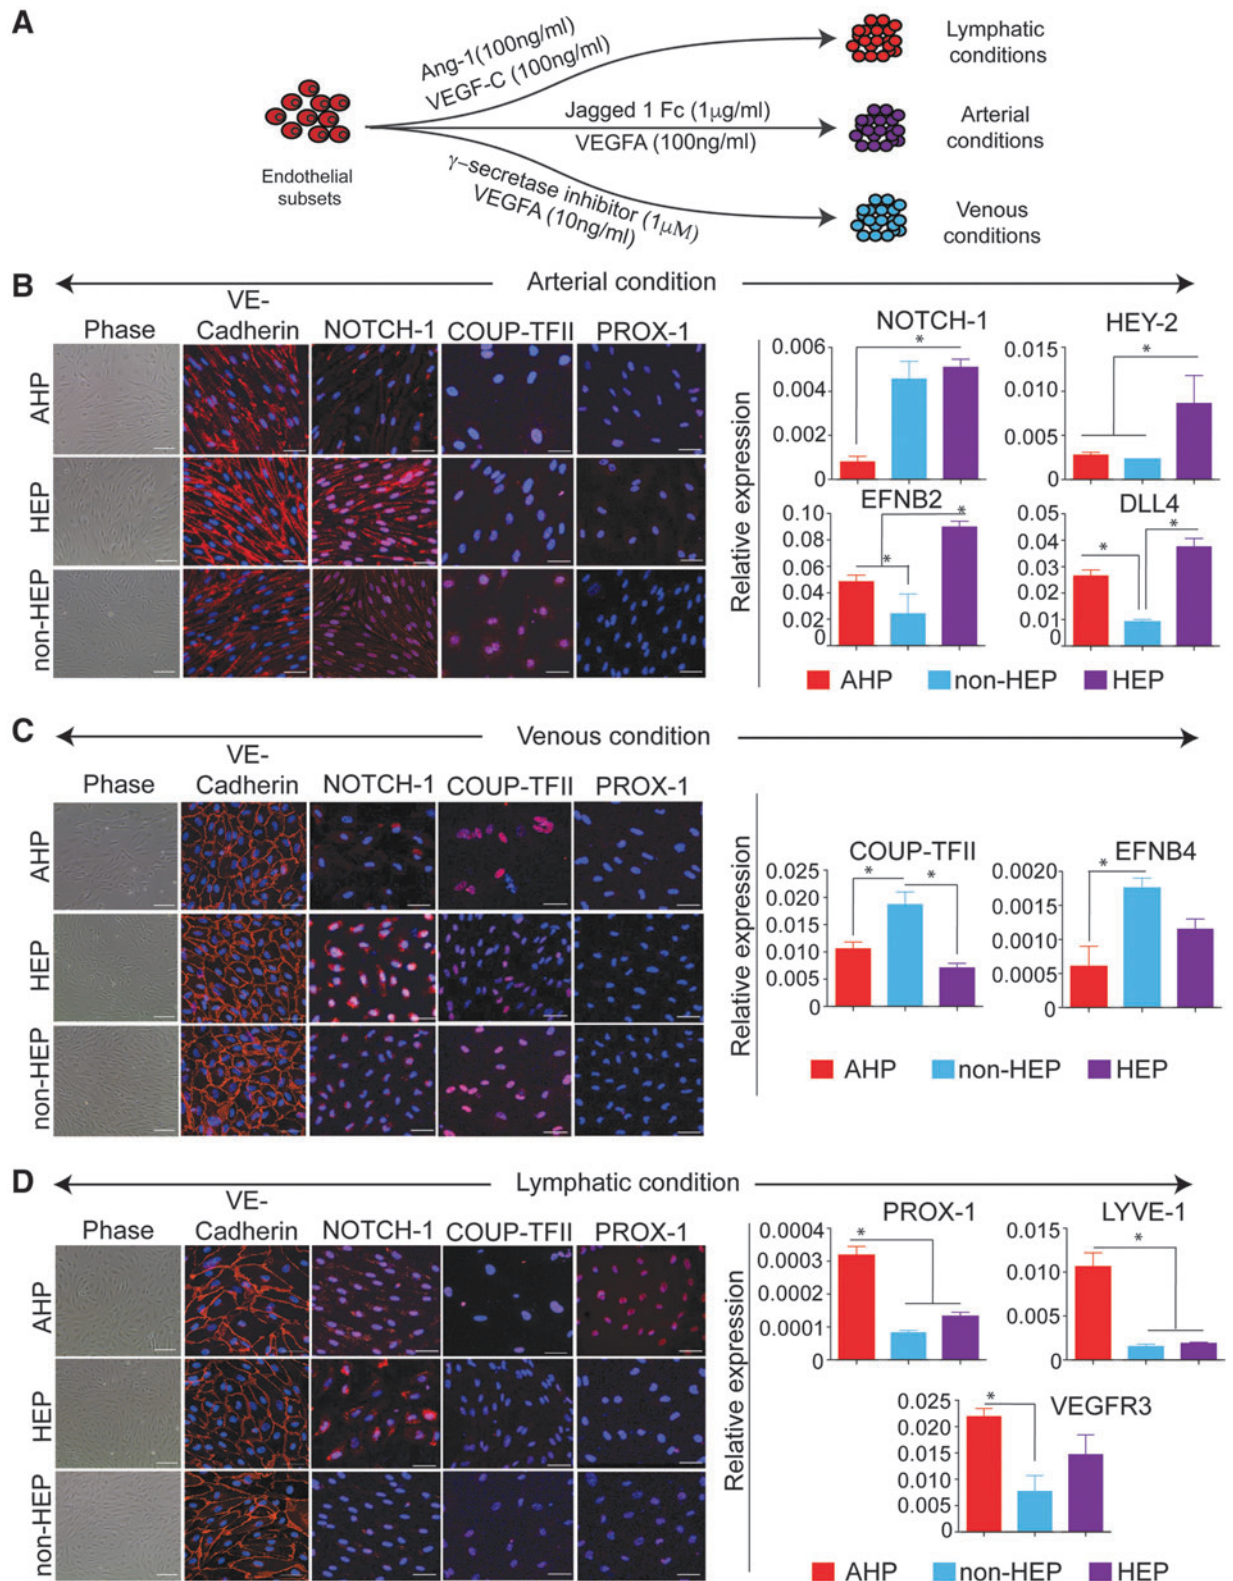 A
Ang-1(100ng/ml)
VEGF-C (100ng/ml)
Lymphatic
conditions
Jagged 1 Fc (1µg/ml)
VEGFA (100ng/ml)
Arterial
conditions
Endothelial
subsets
γ–secretase inhibitor (1µM)
VEGFA (10ng/ml)
Venous
conditions
B
Arterial condition
Phase
VE-
Cadherin
NOTCH-1
COUP-TFII
PROX-1
AHP
HEP
non-HEP
Relative expression
NOTCH-1
*
0.006
0.004
0.002
0
HEY-2
*
0.015
0.010
0.005
0
EFNB2
*
*
0.10
0.08
0.06
0.04
0.02
0
DLL4
*
*
0.05
0.04
0.03
0.02
0.01
0
AHP non-HEP HEP
C
Venous condition
Phase
VE-
Cadherin
NOTCH-1
COUP-TFII
PROX-1
AHP
HEP
non-HEP
Relative expression
COUP-TFII
* *
0.025
0.020
0.015
0.010
0.005
0
EFNB4
*
0.0020
0.0015
0.0010
0.0005
0
AHP non-HEP HEP
D
Lymphatic condition
Phase
VE-
Cadherin
NOTCH-1
COUP-TFII
PROX-1
AHP
HEP
non-HEP
Relative expression
PROX-1
*
0.0004
0.0003
0.0002
0.0001
0
LYVE-1
*
0.015
0.010
0.005
0
VEGFR3
*
0.025
0.020
0.015
0.010
0.005
0
AHP non-HEP HEP